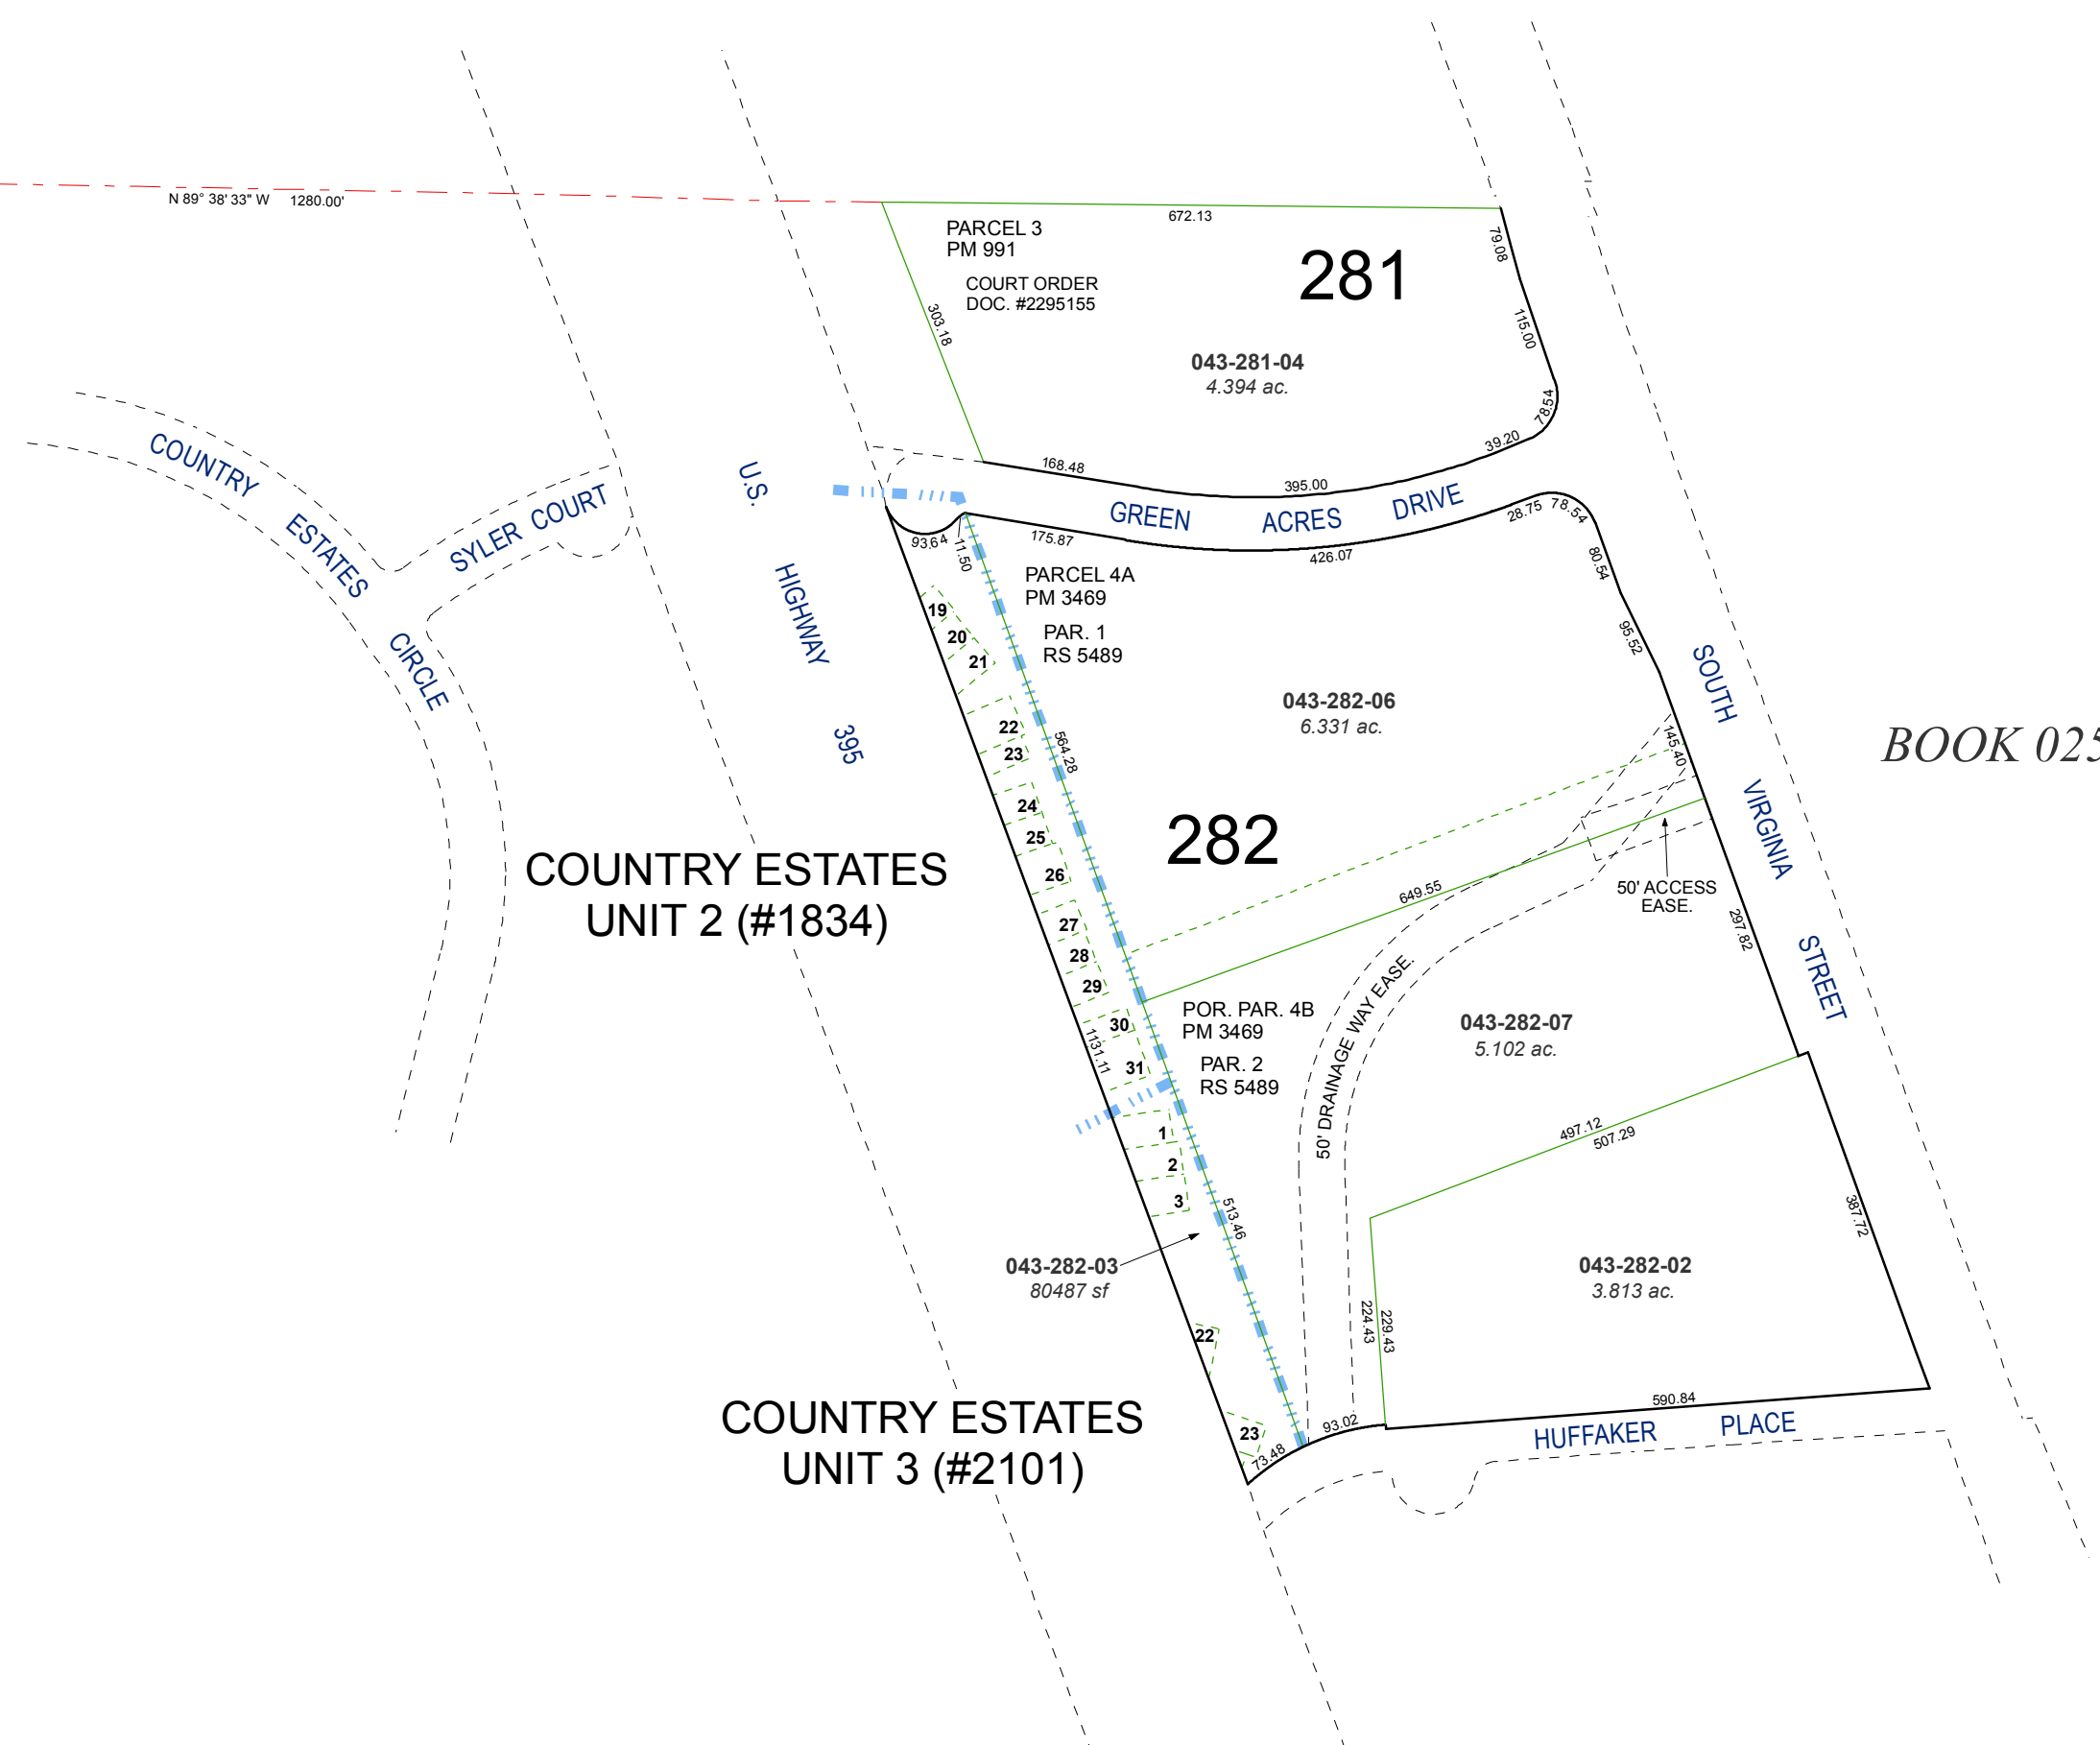 N 89° 38' 33" W 1280.00'
672.13
PARCEL 3
PM 991
COURT ORDER
DOC. #2295155
281
79.08
303.18
115.00
043-281-04
4.394 ac.
78.54
39.20
168.48
395.00
COUNTRY
ESTATES
CIRCLE
SYLER COURT
U.S.
HIGHWAY
395
GREEN ACRES DRIVE
28.75
78.54
93.64
11.50
175.87
426.07
80.54
PARCEL 4A
PM 3469
PAR. 1
RS 5489
95.52
19
20
21
22
23
24
25
26
27
28
29
30
31
043-282-06
6.331 ac.
564.28
145.40
SOUTH
VIRGINIA
STREET
BOOK 025
282
COUNTRY ESTATES
UNIT 2 (#1834)
649.55
50' ACCESS
EASE.
297.82
50' DRAINAGE WAY EASE.
POR. PAR. 4B
PM 3469
PAR. 2
RS 5489
043-282-07
5.102 ac.
1131.11
1
2
3
497.12
507.29
513.46
387.72
043-282-03
80487 sf
043-282-02
3.813 ac.
224.43
229.43
22
23
COUNTRY ESTATES
UNIT 3 (#2101)
73.48
93.02
590.84
HUFFAKER PLACE